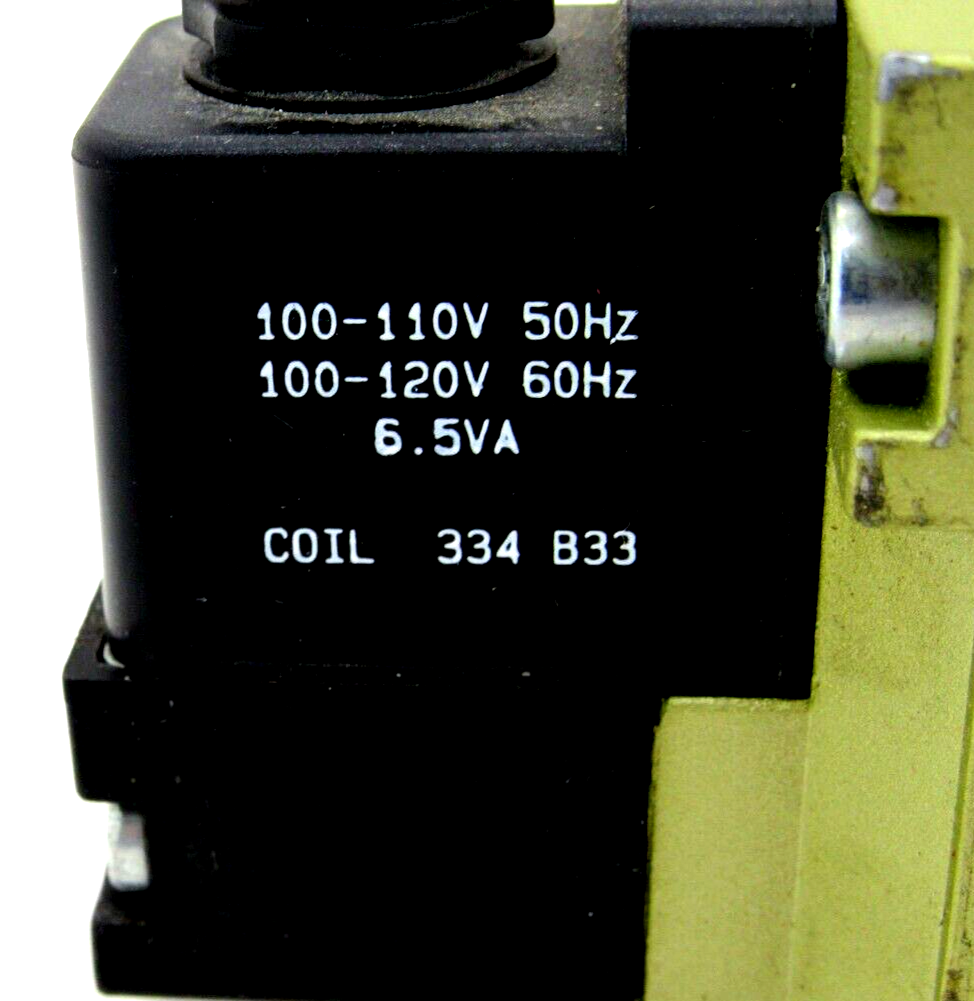 100-110V 50Hz
100-120V 60Hz
6.5VA
COIL 334 B33